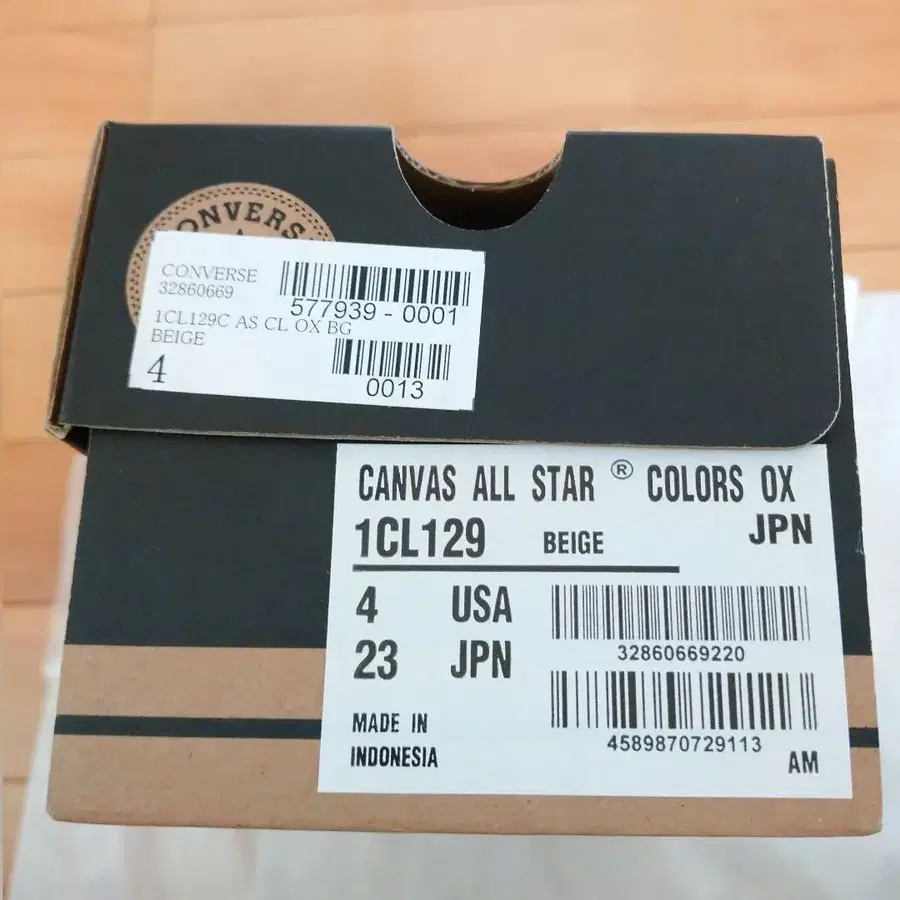 CONVERSE
CONVERSE
32860669
577939 - 0001
1CL129C AS CL OX BG
BEIGE
4
0013
CANVAS ALL STAR ® COLORS OX
1CL129 BEIGE JPN
4 USA
23 JPN
32860669220
MADE IN
INDONESIA
4589870729113
AM